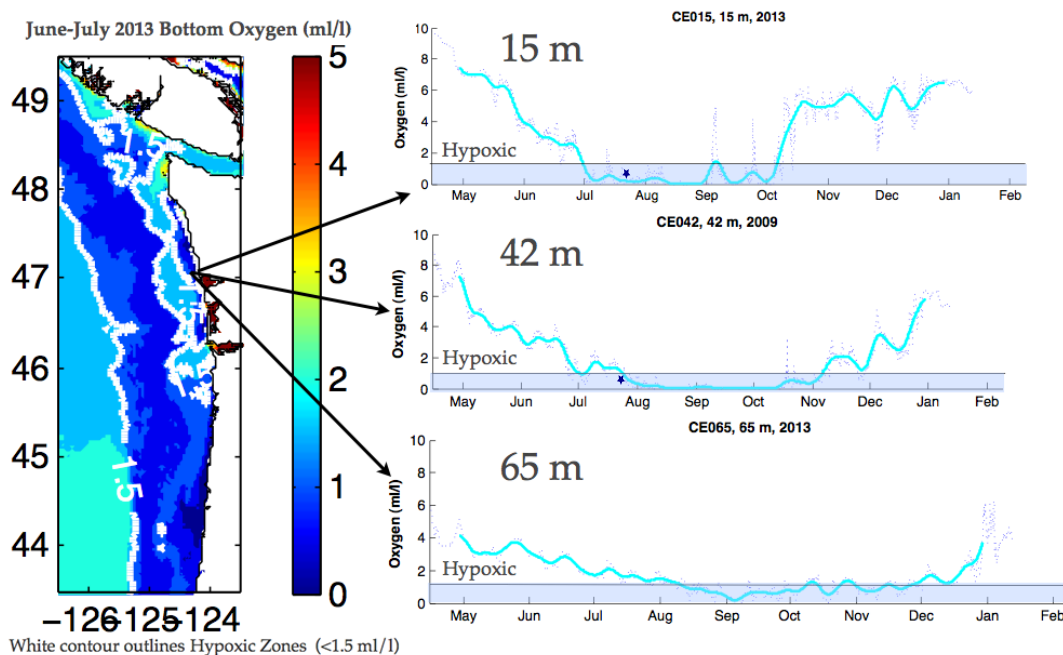 June-July 2013 Bottom Oxygen (ml/l)
49
48
47
46
45
44
-126
-125
-124
1.5
5
4
3
2
1
0
White contour outlines Hypoxic Zones (<1.5 ml/l)
CE015, 15 m, 2013
15 m
Oxygen (ml/l)
10
8
6
4
2
0
Hypoxic
May Jun Jul Aug Sep Oct Nov Dec Jan Feb
CE042, 42 m, 2009
42 m
Oxygen (ml/l)
8
6
4
2
0
Hypoxic
May Jun Jul Aug Sep Oct Nov Dec Jan Feb
CE065, 65 m, 2013
65 m
Oxygen (ml/l)
10
8
6
4
2
0
Hypoxic
May Jun Jul Aug Sep Oct Nov Dec Jan Feb